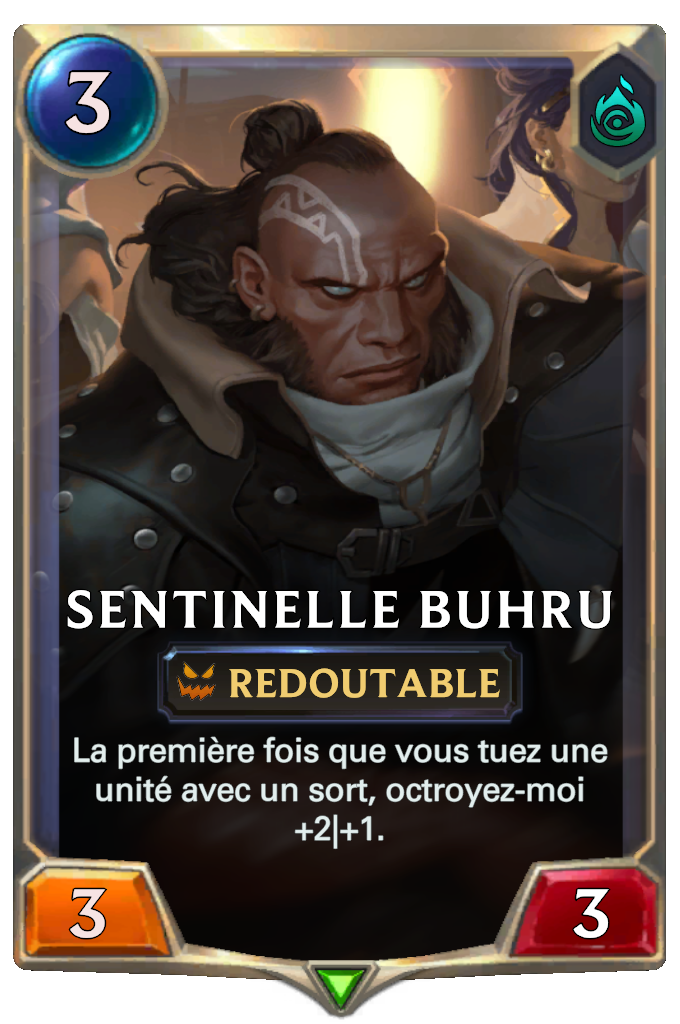 3
SENTINELLE BUHRU
REDOUTABLE
La première fois que vous tuez une
unité avec un sort, octroyez-moi
+2|+1.
3
3